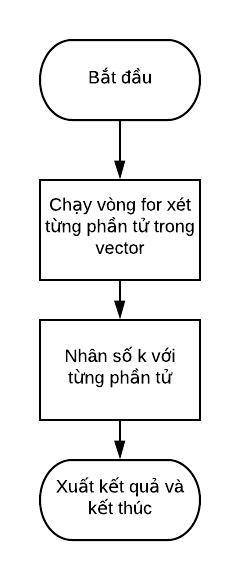 Bắt đầu
Chạy vòng for xét
từng phần tử trong
vector
Nhân số k với
từng phần tử
Xuất kết quả và
kết thúc